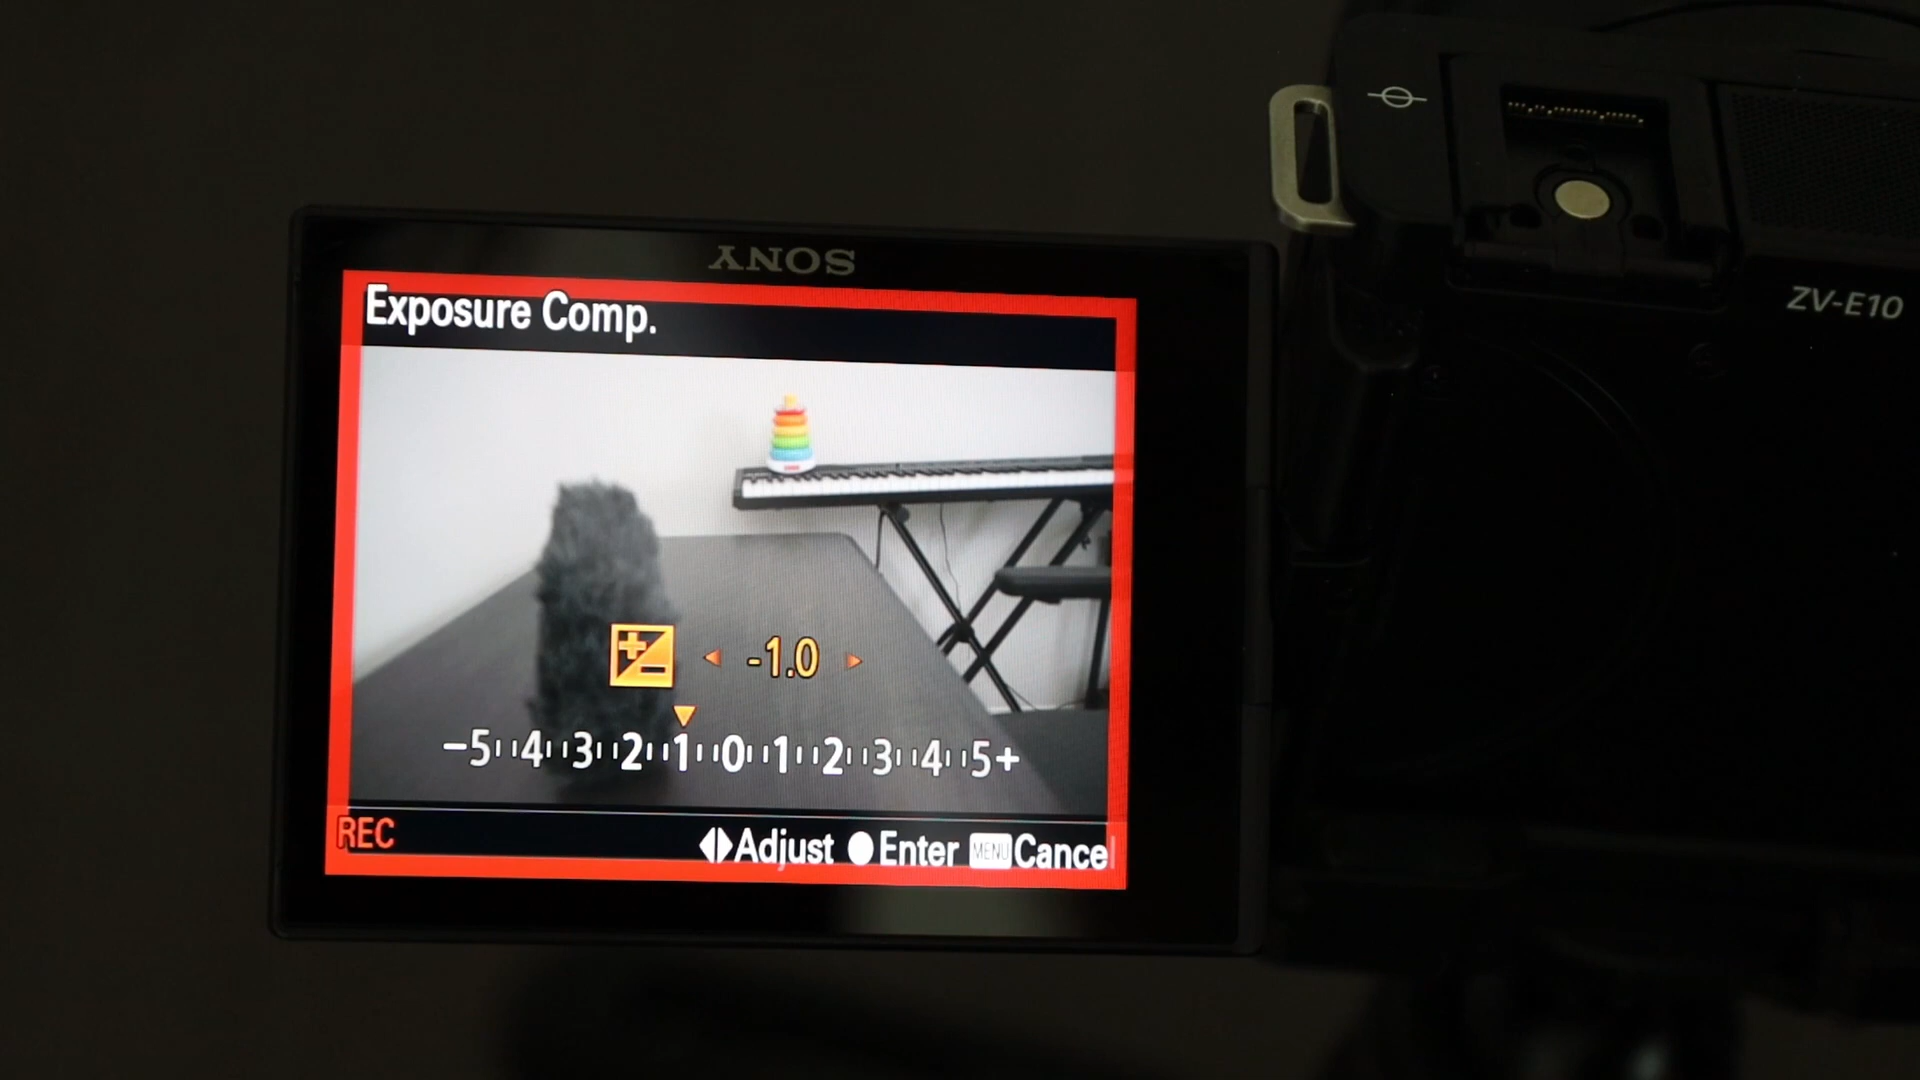 SONY
ZV-E10
Exposure Comp.
-1.0
−5 4 3 2 1 0 1 2 3 4 5+
REC
Adjust Enter MENU Cance